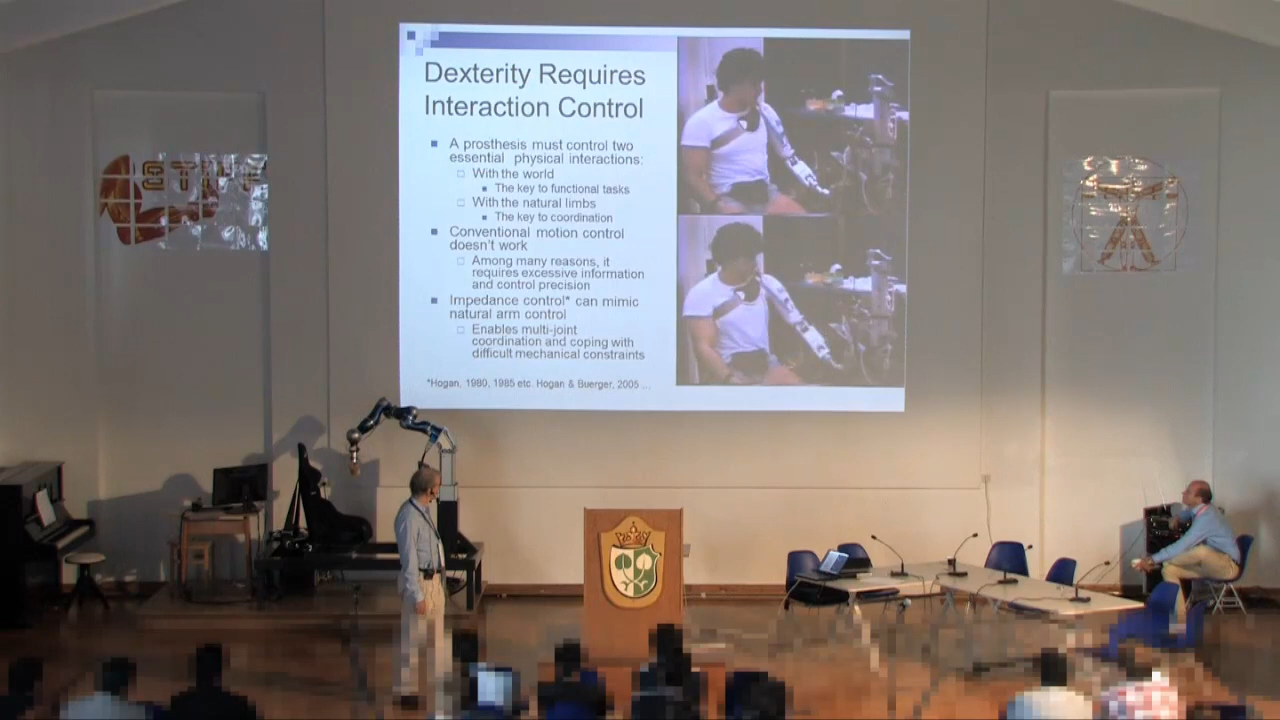 Dexterity Requires
Interaction Control
A prosthesis must control two
essential physical interactions:
With the world
The key to functional tasks
With the natural limbs
The key to coordination
Conventional motion control
doesn't work
Among many reasons, it
requires excessive information
and control precision
Impedance control* can mimic
natural arm control
Enables multi-joint
coordination and coping with
difficult mechanical constraints
*Hogan, 1980, 1985 etc. Hogan & Buerger, 2005 ...